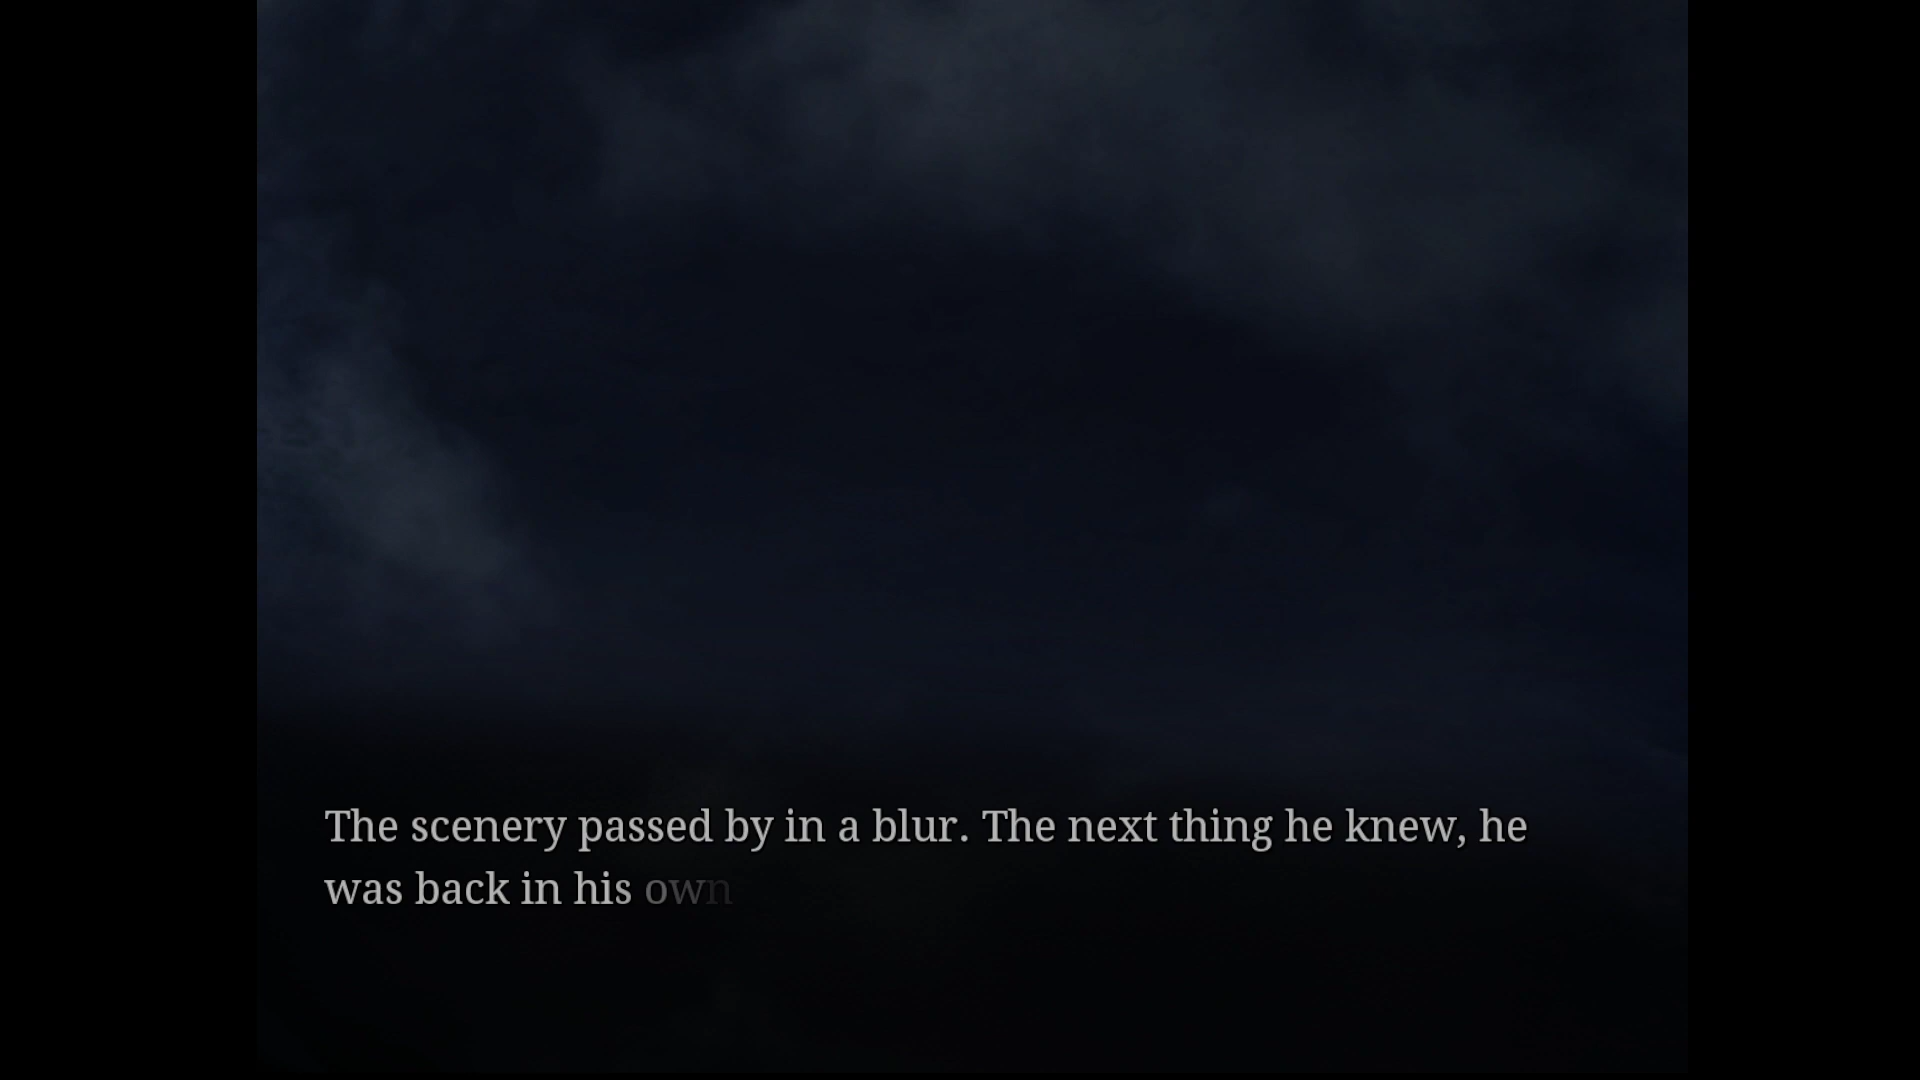 The scenery passed by in a blur. The next thing he knew, he
was back in his own